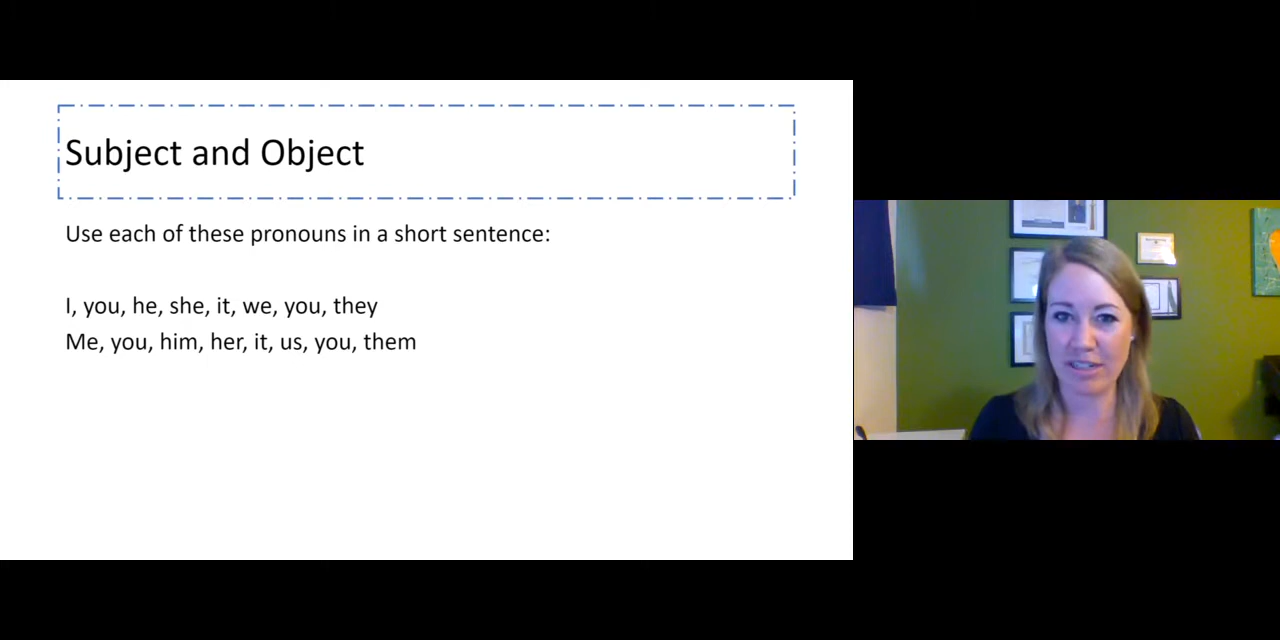 Subject and Object
Use each of these pronouns in a short sentence:
I, you, he, she, it, we, you, they
Me, you, him, her, it, us, you, them